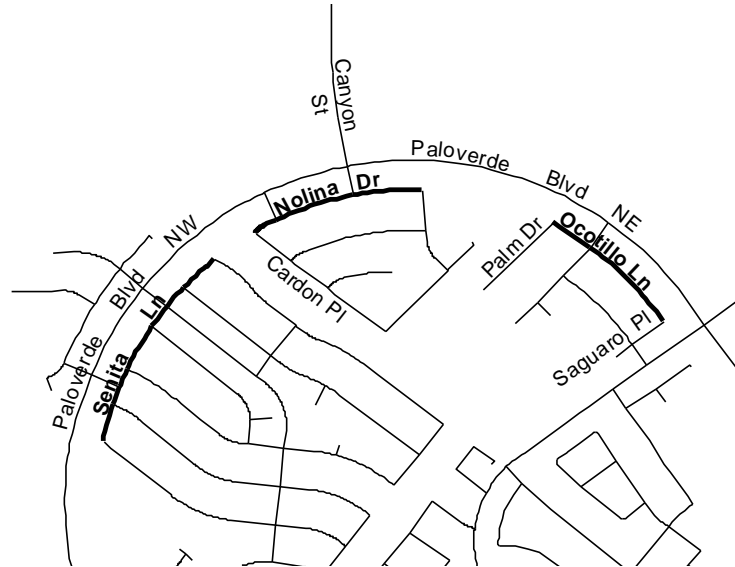 Canyon St
Paloverde Blvd NE
Nolina Dr
Paloverde Blvd NW
Palm Dr
Ocotillo Ln
Cardon Pl
Senita Ln
Saguaro Pl